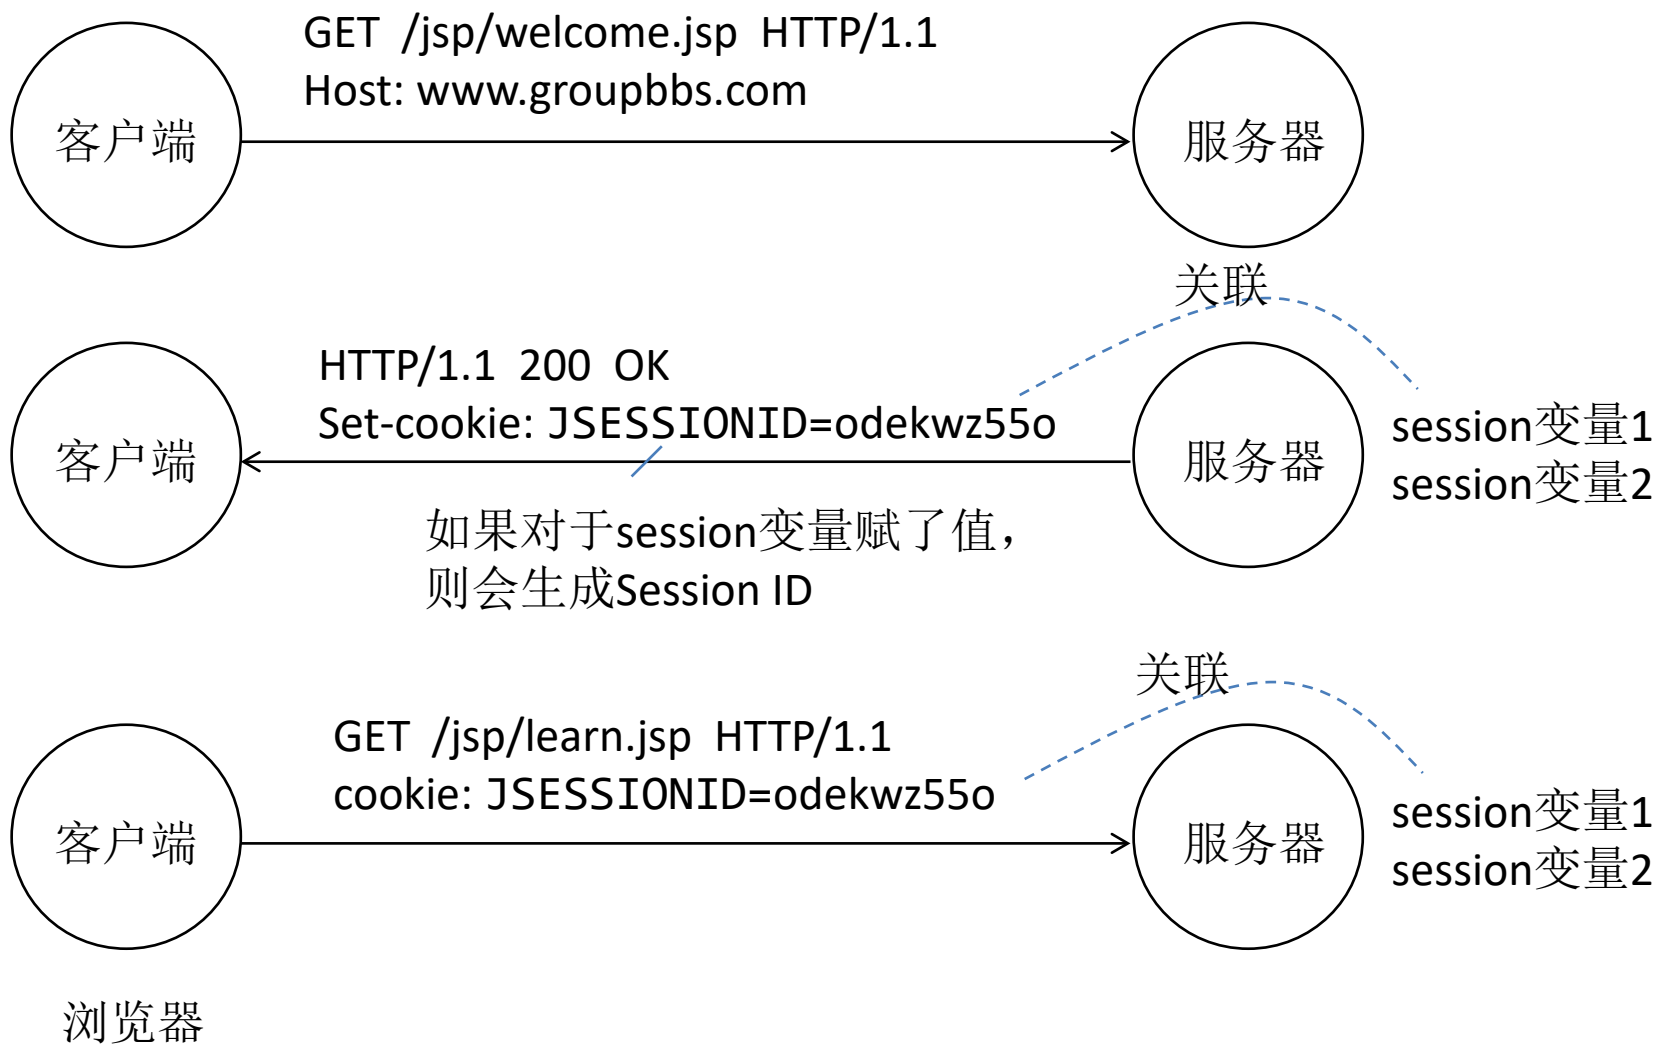 GET /jsp/welcome.jsp HTTP/1.1
Host: www.groupbbs.com
客户端
服务器
关联
HTTP/1.1 200 OK
Set-cookie: JSESSIONID=odekwz55o
客户端
服务器
session变量1
session变量2
如果对于session变量赋了值，
则会生成Session ID
关联
GET /jsp/learn.jsp HTTP/1.1
cookie: JSESSIONID=odekwz55o
客户端
服务器
session变量1
session变量2
浏览器